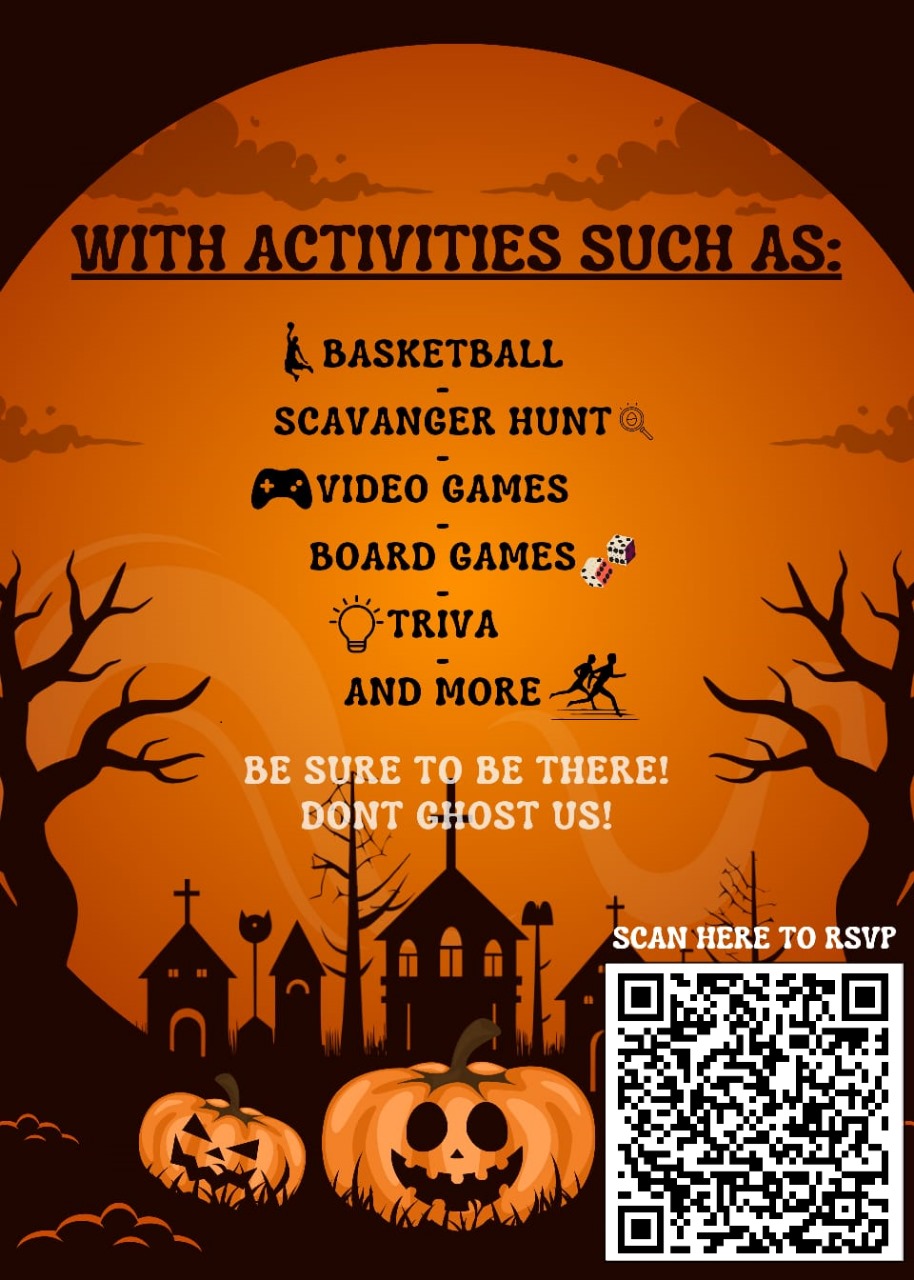 WITH ACTIVITIES SUCH AS:
BASKETBALL
-
SCAVANGER HUNT
-
VIDEO GAMES
-
BOARD GAMES
-
TRIVA
-
AND MORE
BE SURE TO BE THERE!
DONT GHOST US!
SCAN HERE TO RSVP